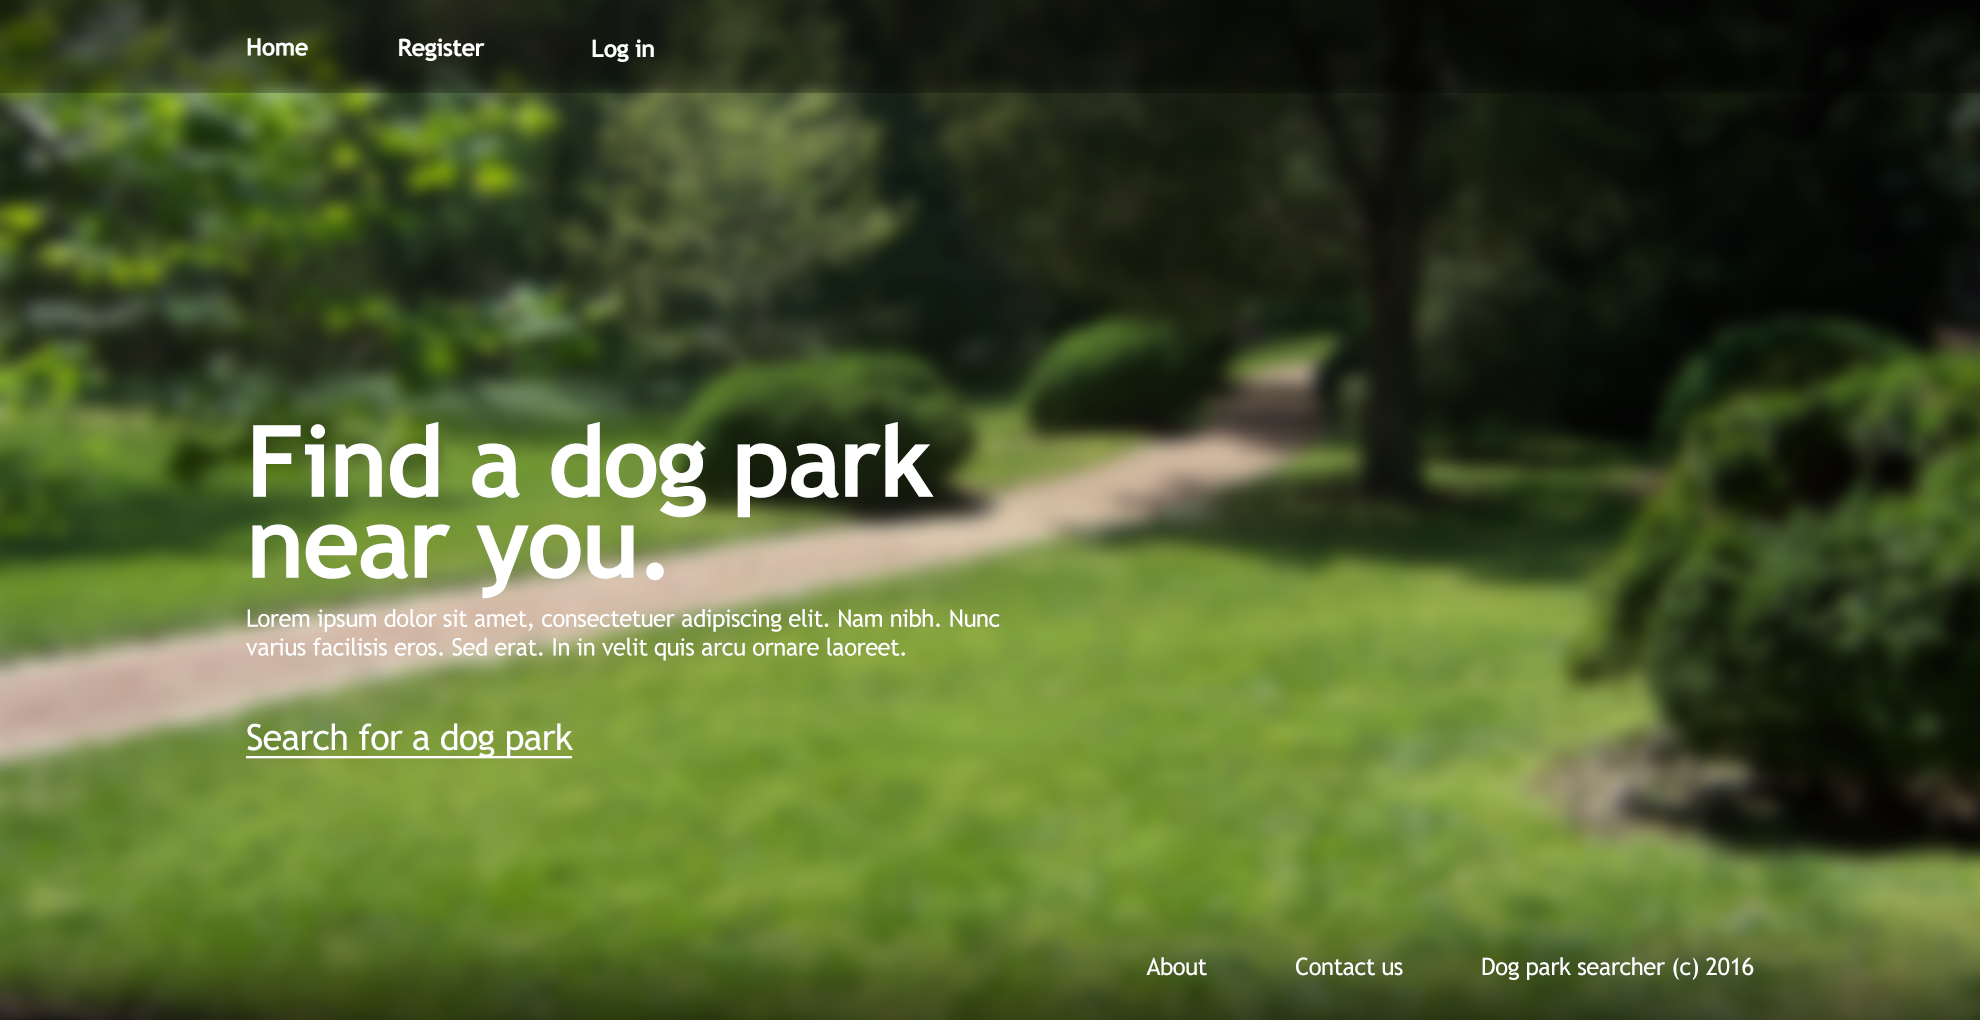 Home Register Log in
Find a dog park
near you.
Lorem ipsum dolor sit amet, consectetuer adipiscing elit. Nam nibh. Nunc
varius facilisis eros. Sed erat. In in velit quis arcu ornare laoreet.
Search for a dog park
About Contact us Dog park searcher (c) 2016